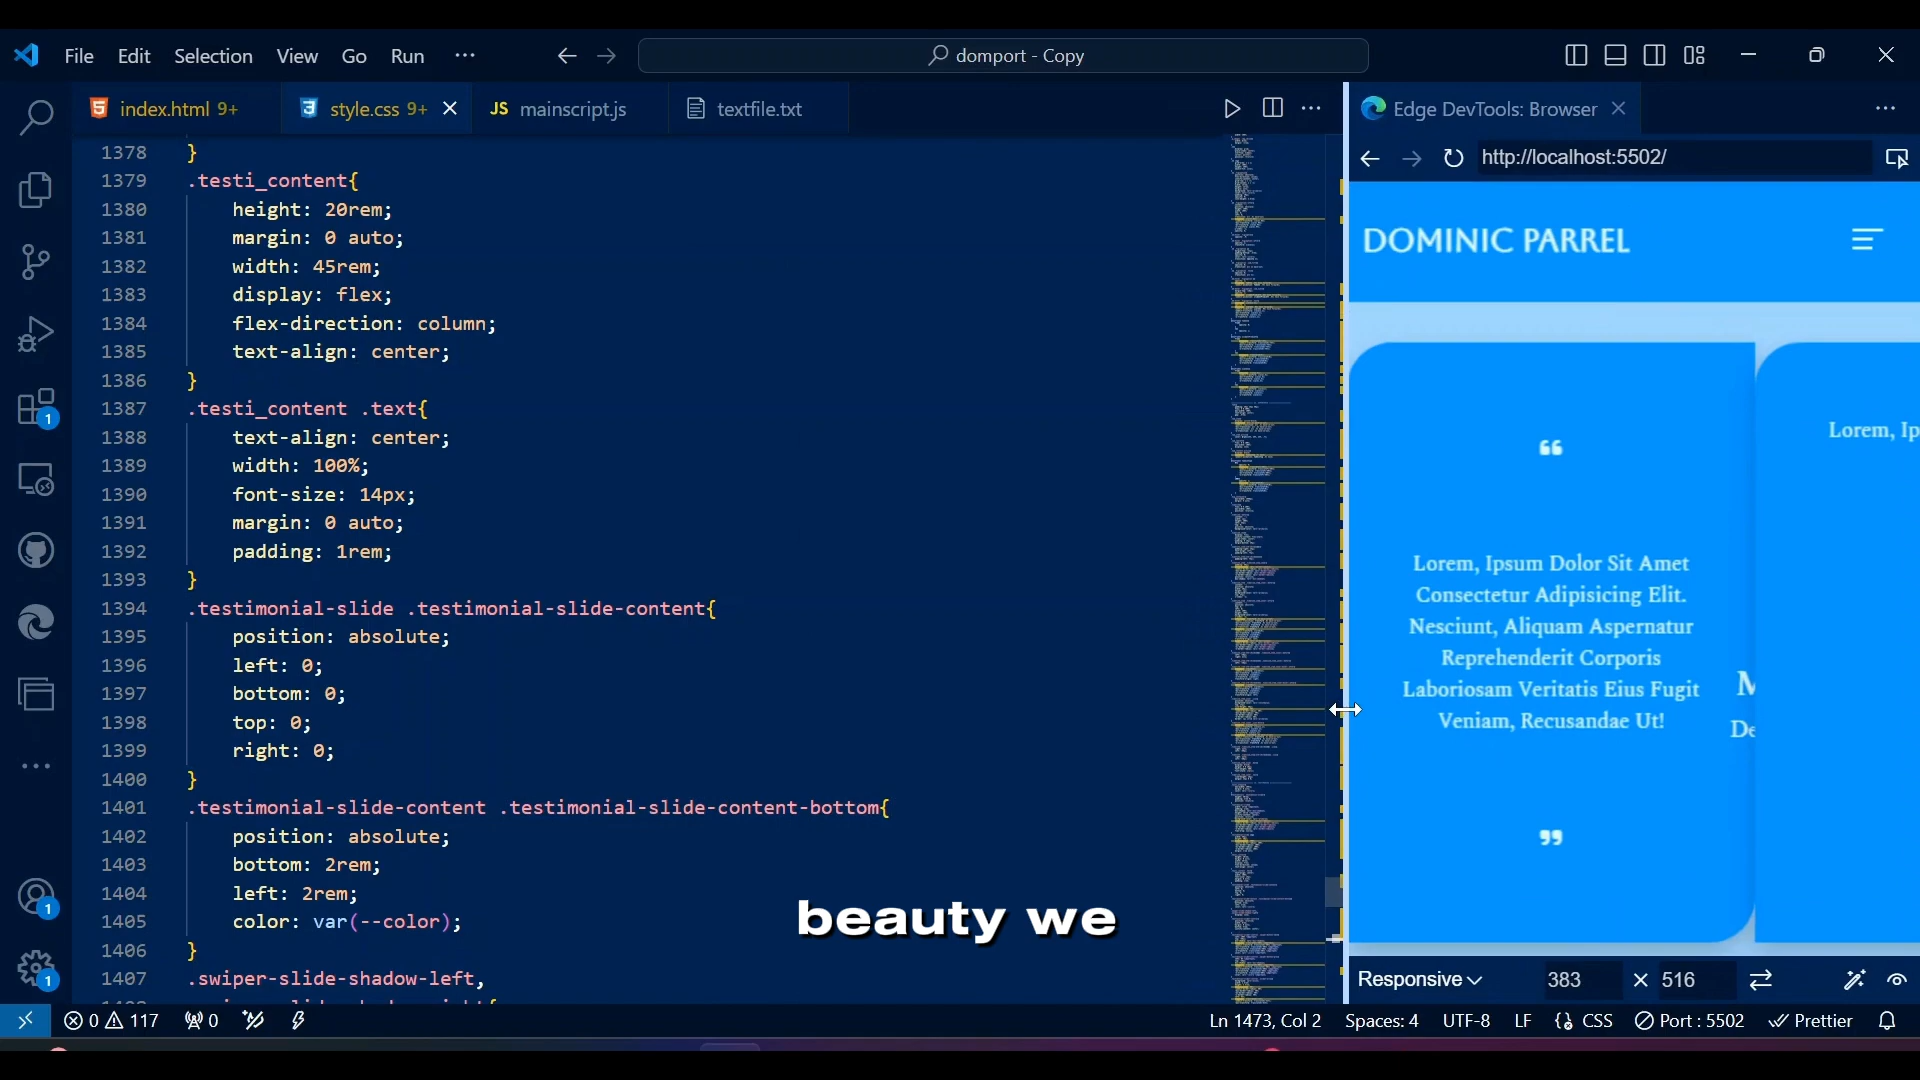 File Edit Selection View Go Run ···
domport - Copy
index.html 9+
style.css 9+
JS mainscript.js
textfile.txt
Edge DevTools: Browser
http://localhost:5502/
1378 }
1379 .testi_content{
1380 height: 20rem;
1381 margin: 0 auto;
1382 width: 45rem;
1383 display: flex;
1384 flex-direction: column;
1385 text-align: center;
1386 }
1387 .testi_content .text{
1388 text-align: center;
1389 width: 100%;
1390 font-size: 14px;
1391 margin: 0 auto;
1392 padding: 1rem;
1393 }
1394 .testimonial-slide .testimonial-slide-content{
1395 position: absolute;
1396 left: 0;
1397 bottom: 0;
1398 top: 0;
1399 right: 0;
1400 }
1401 .testimonial-slide-content .testimonial-slide-content-bottom{
1402 position: absolute;
1403 bottom: 2rem;
1404 left: 2rem;
1405 color: var(--color);
1406 }
1407 .swiper-slide-shadow-left,
DOMINIC PARREL
“
Lorem, Ipsum Dolor Sit Amet
Consectetur Adipisicing Elit.
Nesciunt, Aliquam Aspernatur
Reprehenderit Corporis
Laboriosam Veritatis Eius Fugit
Veniam, Recusandae Ut!
”
M
De
Lorem, Ip
beauty we
Responsive 383 × 516
1
1
1
0 117 0
Ln 1473, Col 2 Spaces: 4 UTF-8 LF {} CSS Port : 5502 Prettier